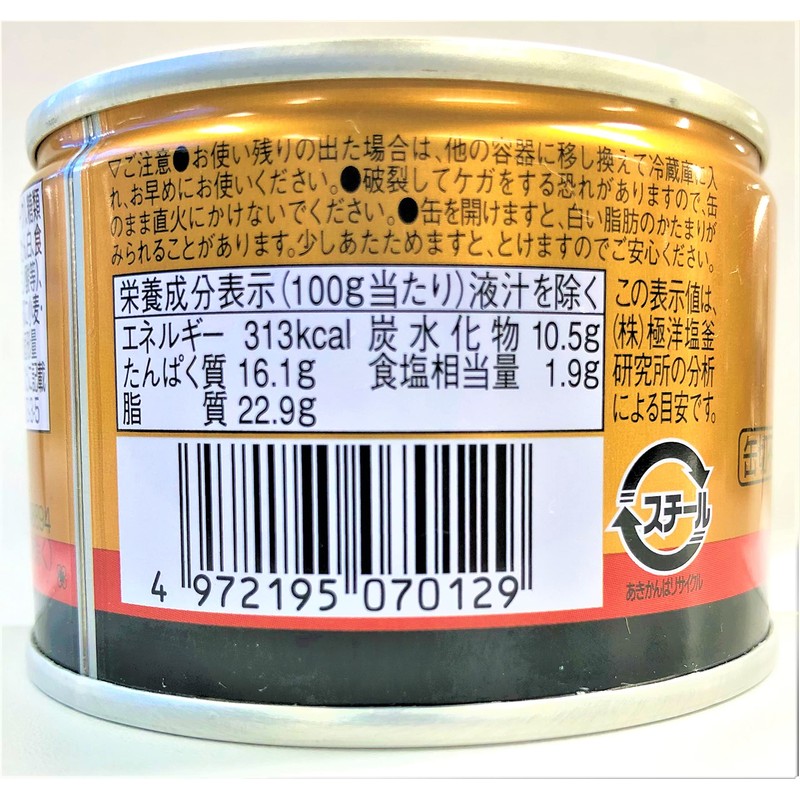 ▽ご注意●お使い残りの出た場合は、他の容器に移し換えて冷蔵庫に入
れ、お早めにお使いください。●破裂してケガをする恐れがありますので、缶
のまま直火にかけないでください。●缶を開けますと、白い脂肪のかたまりが
みられることがあります。少しあたためますと、とけますのでご安心ください。
栄養成分表示(100g当たり)液汁を除く
エネルギー 313kcal 炭水化物 10.5g
たんぱく質 16.1g 食塩相当量 1.9g
脂質 22.9g
この表示値は、
(株)極洋塩釜
研究所の分析
による目安です。
スチール
あきかんはリサイクル
4 972195 070129